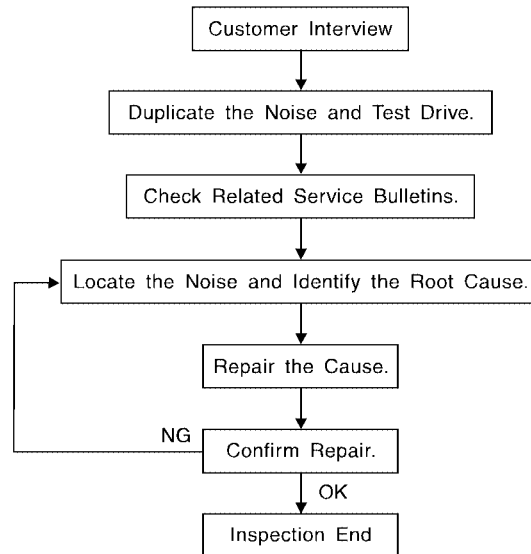 Customer Interview
Duplicate the Noise and Test Drive.
Check Related Service Bulletins.
Locate the Noise and Identify the Root Cause.
Repair the Cause.
NG
Confirm Repair.
OK
Inspection End